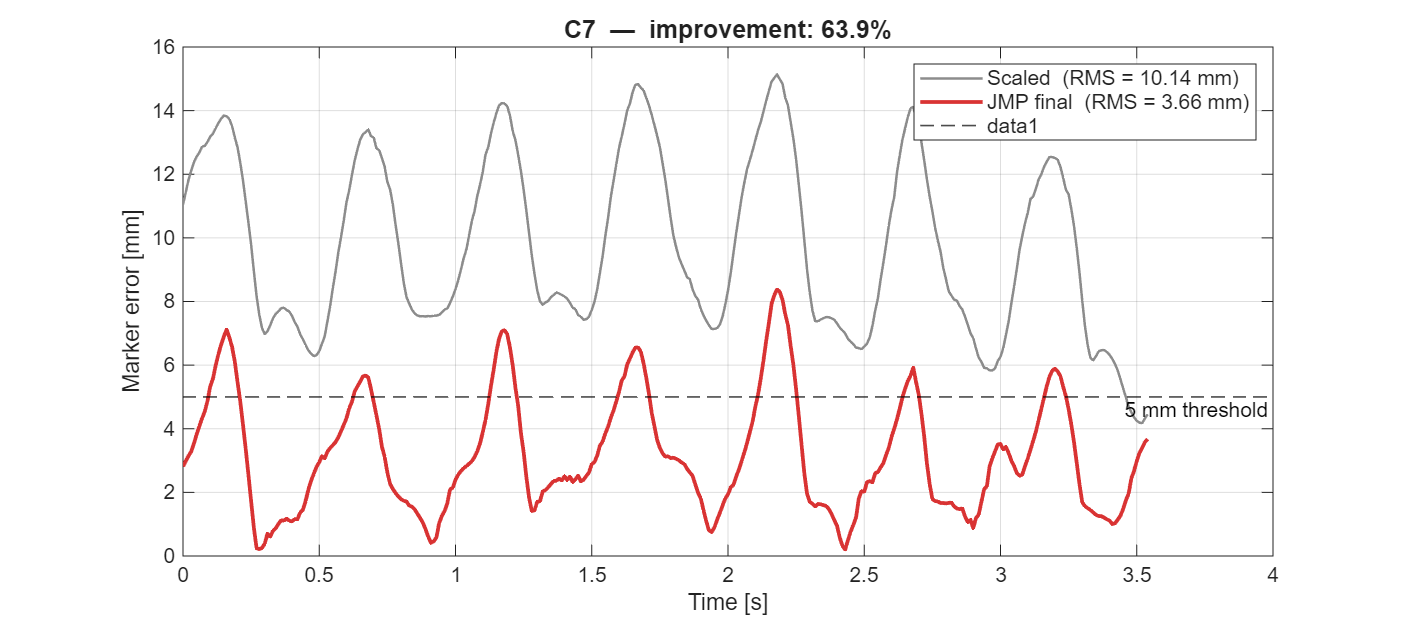 C7 — improvement: 63.9%
Scaled (RMS = 10.14 mm)
JMP final (RMS = 3.66 mm)
data1
5 mm threshold
Marker error [mm]
16
14
12
10
8
6
4
2
0
0 0.5 1 1.5 2 2.5 3 3.5 4
Time [s]